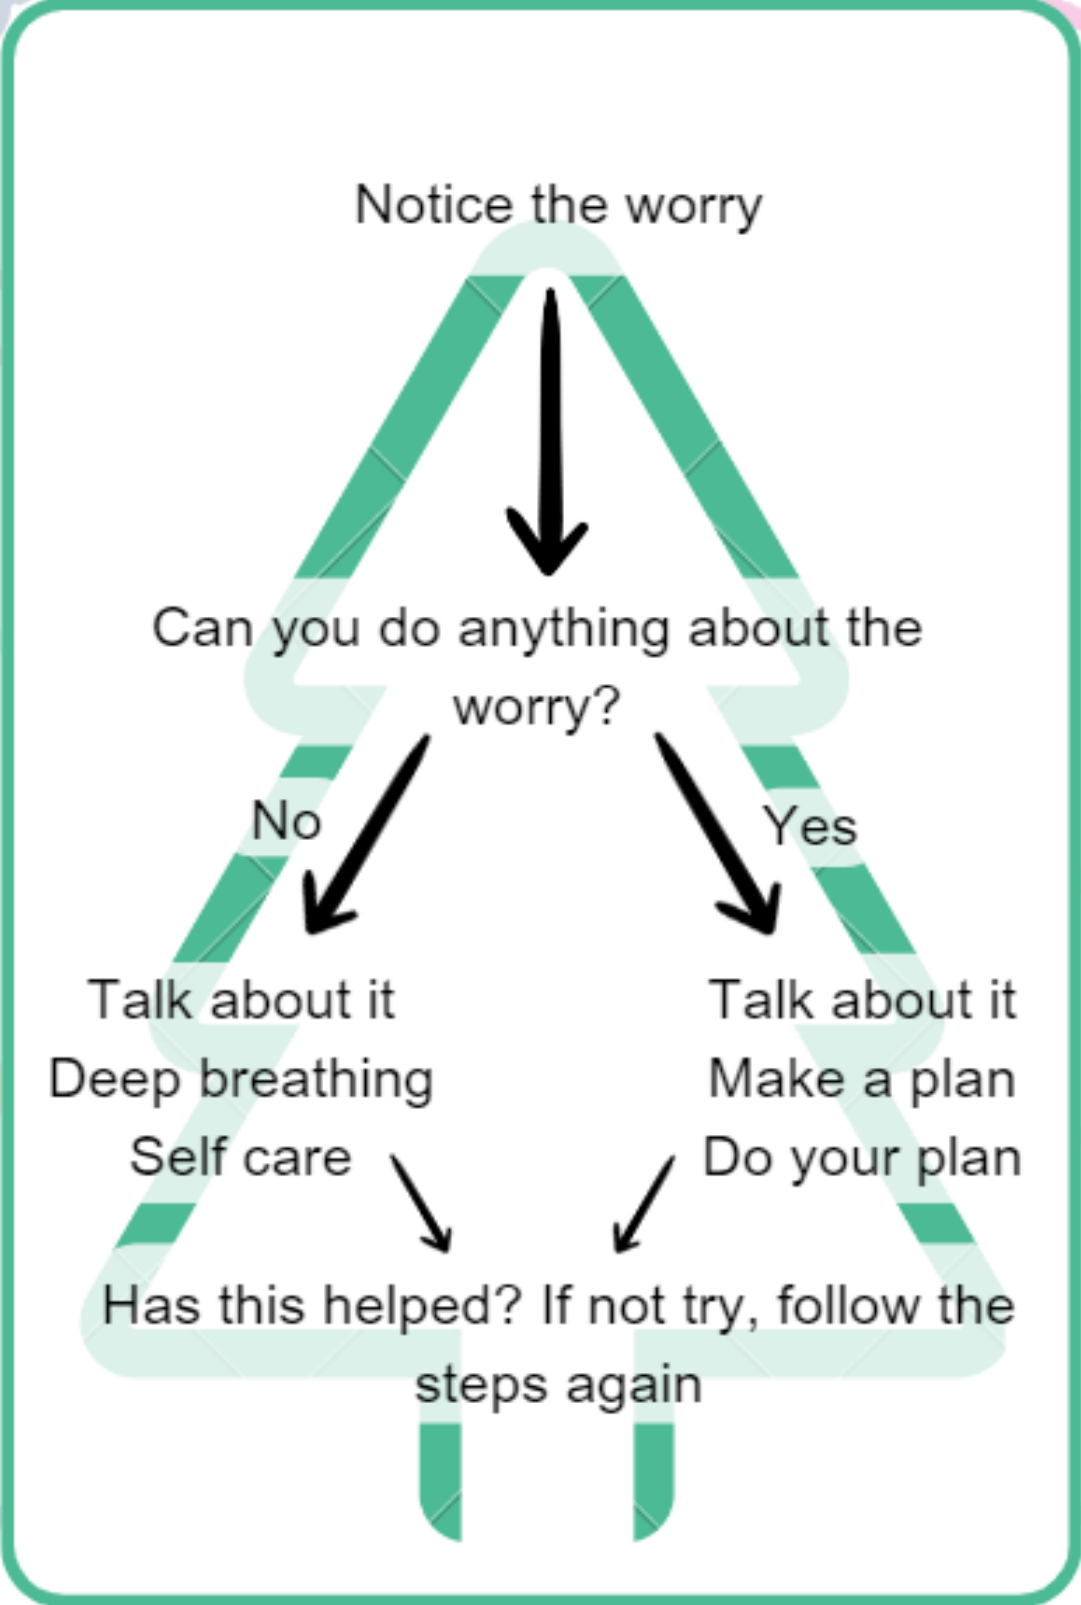 Notice the worry
Can you do anything about the
worry?
No
Yes
Talk about it
Deep breathing
Self care
Talk about it
Make a plan
Do your plan
Has this helped? If not try, follow the
steps again